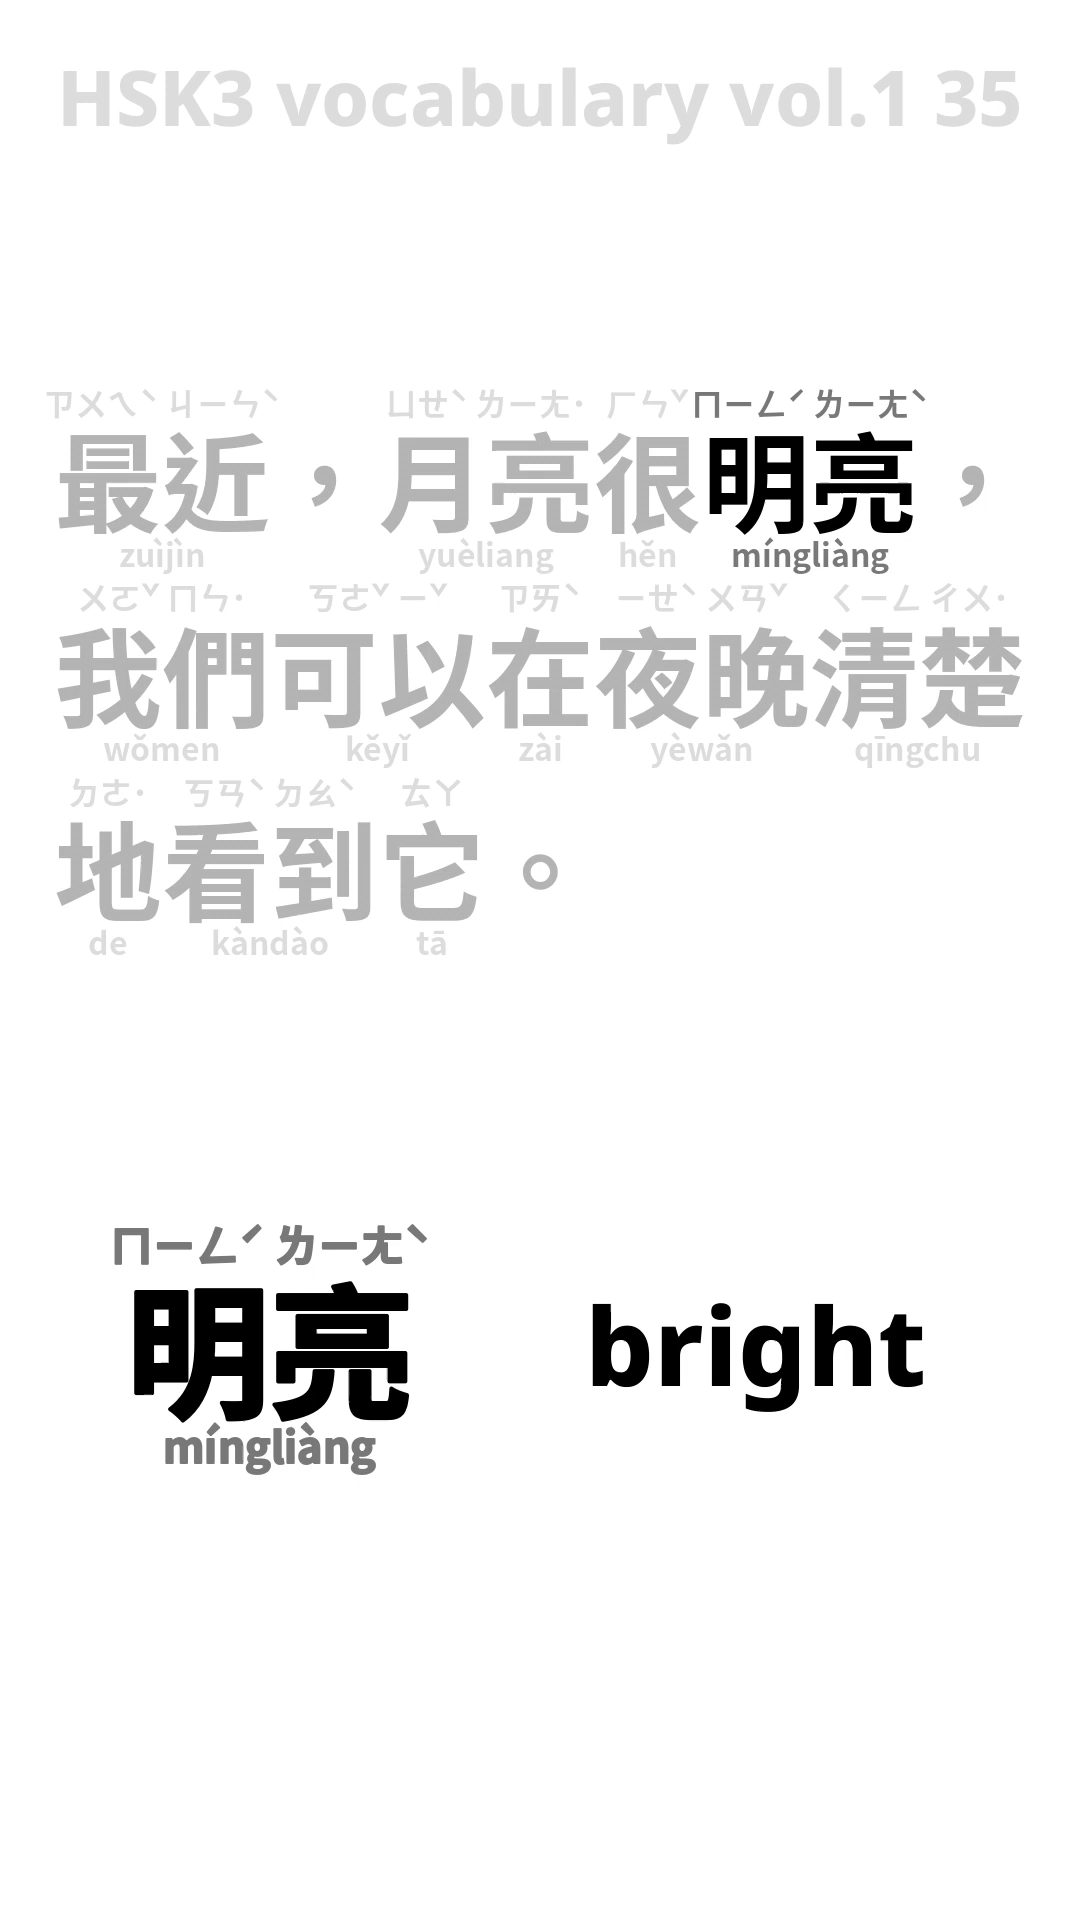 HSK3 vocabulary vol.1 35
ㄗㄨㄟˋ ㄐㄧㄣˋ ㄩㄝˋ ㄌㄧㄤ˙ ㄏㄣˇ ㄇㄧㄥˊ ㄌㄧㄤˋ
最近，月亮很明亮，
zuìjìn yuèliang hěn míngliàng
ㄨㄛˇ ㄇㄣ˙ ㄎㄜˇ ㄧˇ ㄗㄞˋ ㄧㄝˋ ㄨㄢˇ ㄑㄧㄥ ㄔㄨ˙
我們可以在夜晚清楚
wǒmen kěyǐ zài yèwǎn qīngchu
ㄉㄜ˙ ㄎㄢˋ ㄉㄠˋ ㄊㄚ
地看到它。
de kàndào tā
ㄇㄧㄥˊ ㄌㄧㄤˋ
明亮 bright
míngliàng